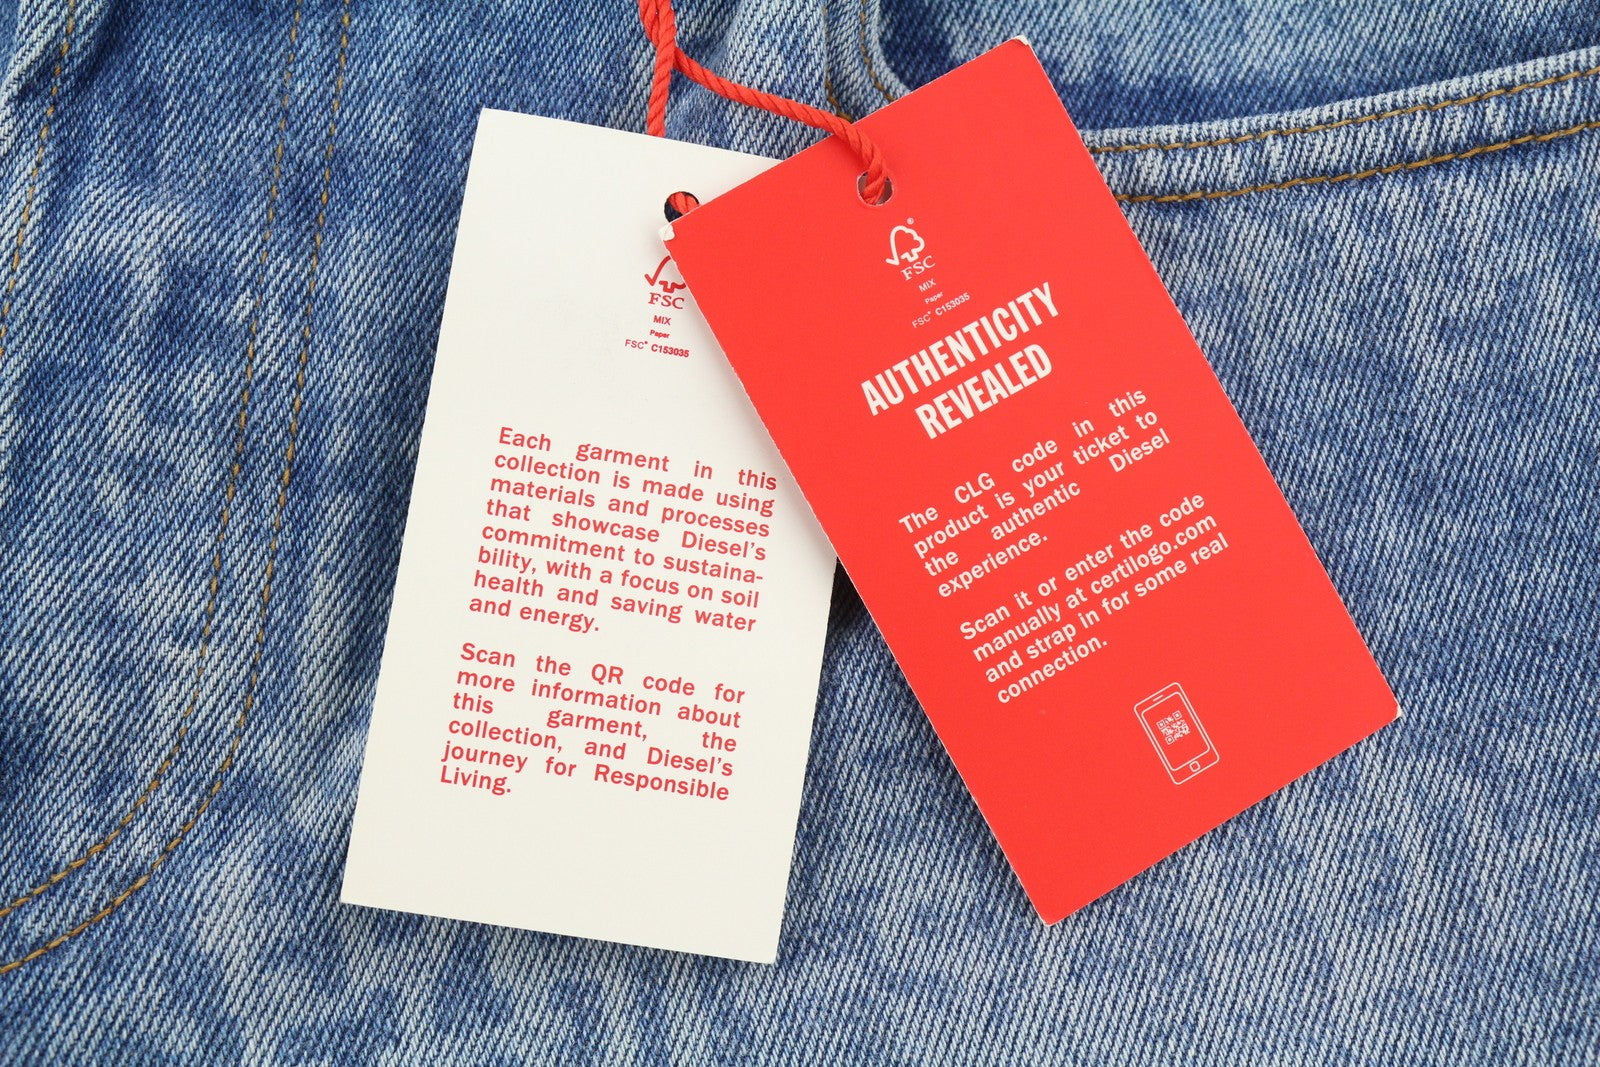 FSC
MIX
Paper
FSC® C153035
Each garment in this
collection is made using
materials and processes
that showcase Diesel's
commitment to sustaina-
bility, with a focus on soil
health and saving water
and energy.
Scan the QR code for
more information about
this garment, the
collection, and Diesel's
journey for Responsible
Living.
®
FSC
MIX
Paper
FSC® C153035
AUTHENTICITY
REVEALED
The CLG code in this
product is your ticket to
the authentic Diesel
experience.
Scan it or enter the code
manually at certilogo.com
and strap in for some real
connection.